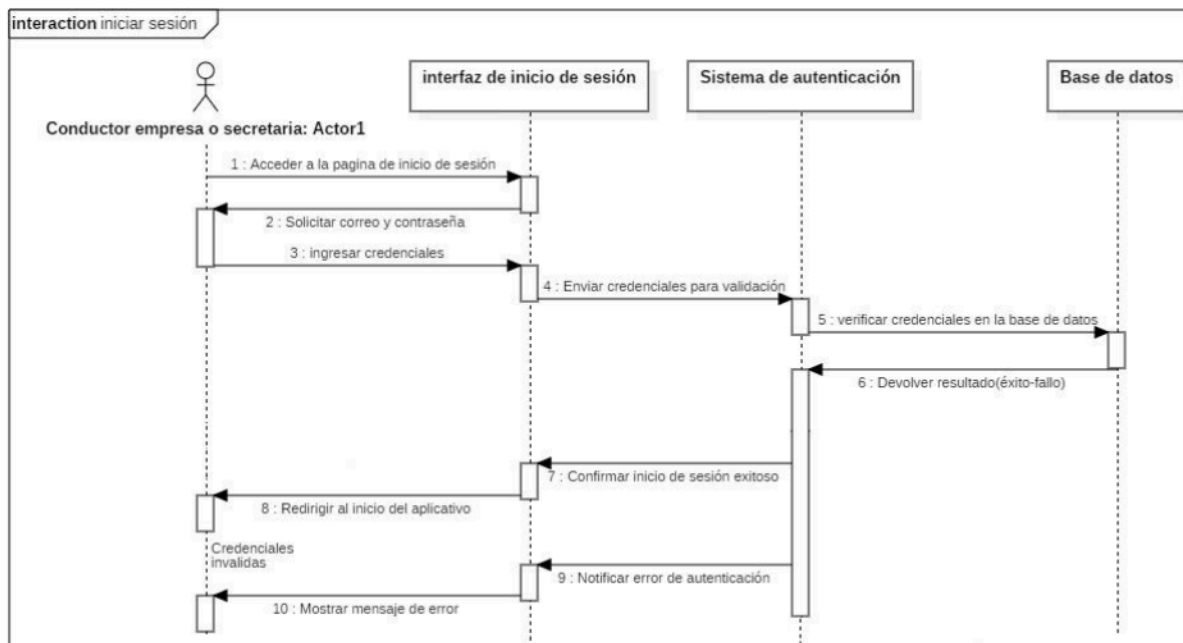 interaction iniciar sesión
interfaz de inicio de sesión
Sistema de autenticación
Base de datos
Conductor empresa o secretaria: Actor1
1 : Acceder a la pagina de inicio de sesión
2 : Solicitar correo y contraseña
3 : ingresar credenciales
4 : Enviar credenciales para validación
5 : verificar credenciales en la base de datos
6 : Devolver resultado(éxito-fallo)
7 : Confirmar inicio de sesión exitoso
8 : Redirigir al inicio del aplicativo
Credenciales
invalidas
9 : Notificar error de autenticación
10 : Mostrar mensaje de error